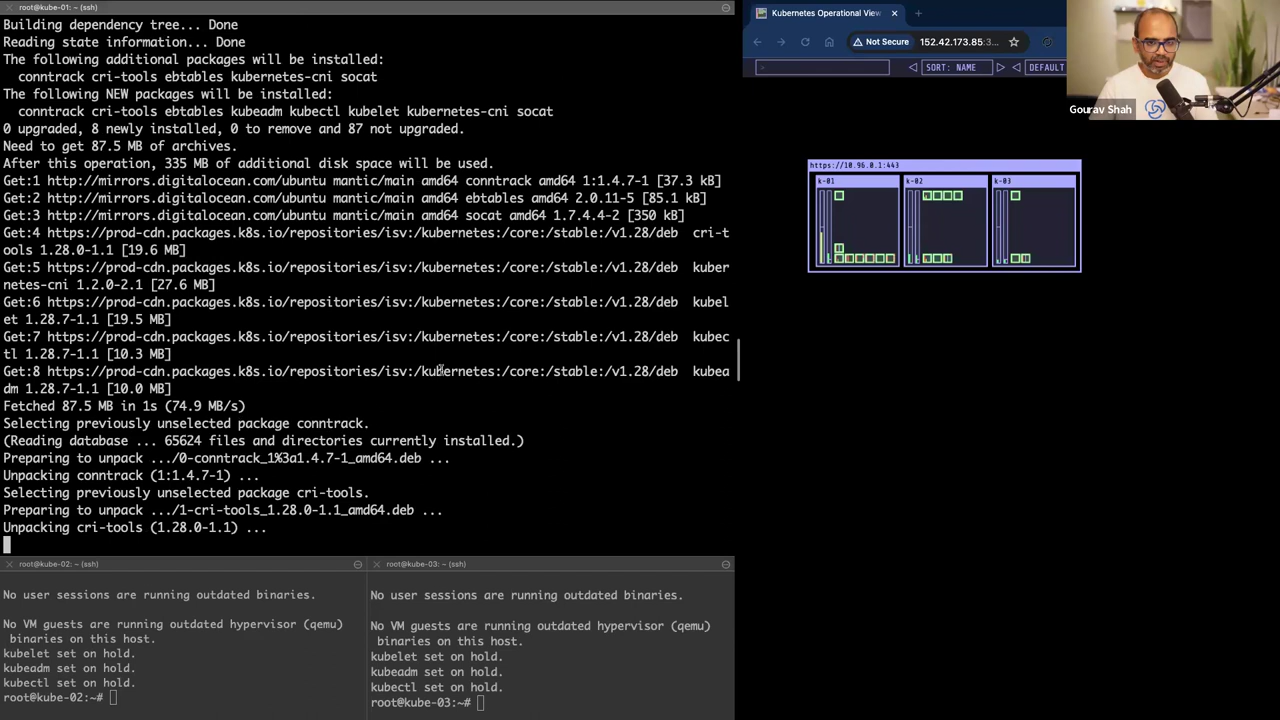 root@kube-01: ~ (ssh)
Building dependency tree... Done
Reading state information... Done
The following additional packages will be installed:
conntrack cri-tools ebtables kubernetes-cni socat
The following NEW packages will be installed:
conntrack cri-tools ebtables kubeadm kubectl kubelet kubernetes-cni socat
0 upgraded, 8 newly installed, 0 to remove and 87 not upgraded.
Need to get 87.5 MB of archives.
After this operation, 335 MB of additional disk space will be used.
Get:1 http://mirrors.digitalocean.com/ubuntu mantic/main amd64 conntrack amd64 1:1.4.7-1 [37.3 kB]
Get:2 http://mirrors.digitalocean.com/ubuntu mantic/main amd64 ebtables amd64 2.0.11-5 [85.1 kB]
Get:3 http://mirrors.digitalocean.com/ubuntu mantic/main amd64 socat amd64 1.7.4.4-2 [350 kB]
Get:4 https://prod-cdn.packages.k8s.io/repositories/isv:/kubernetes:/core:/stable:/v1.28/deb  cri-t
ools 1.28.0-1.1 [19.6 MB]
Get:5 https://prod-cdn.packages.k8s.io/repositories/isv:/kubernetes:/core:/stable:/v1.28/deb  kuber
netes-cni 1.2.0-2.1 [27.6 MB]
Get:6 https://prod-cdn.packages.k8s.io/repositories/isv:/kubernetes:/core:/stable:/v1.28/deb  kubel
et 1.28.7-1.1 [19.5 MB]
Get:7 https://prod-cdn.packages.k8s.io/repositories/isv:/kubernetes:/core:/stable:/v1.28/deb  kubec
tl 1.28.7-1.1 [10.3 MB]
Get:8 https://prod-cdn.packages.k8s.io/repositories/isv:/kubernetes:/core:/stable:/v1.28/deb  kubea
dm 1.28.7-1.1 [10.0 MB]
Fetched 87.5 MB in 1s (74.9 MB/s)
Selecting previously unselected package conntrack.
(Reading database ... 65624 files and directories currently installed.)
Preparing to unpack .../0-conntrack_1%3a1.4.7-1_amd64.deb ...
Unpacking conntrack (1:1.4.7-1) ...
Selecting previously unselected package cri-tools.
Preparing to unpack .../1-cri-tools_1.28.0-1.1_amd64.deb ...
Unpacking cri-tools (1.28.0-1.1) ...
root@kube-02: ~ (ssh)
No user sessions are running outdated binaries.
No VM guests are running outdated hypervisor (qemu)
binaries on this host.
kubelet set on hold.
kubeadm set on hold.
kubectl set on hold.
root@kube-02:~#
root@kube-03: ~ (ssh)
No user sessions are running outdated binaries.
No VM guests are running outdated hypervisor (qemu)
binaries on this host.
kubelet set on hold.
kubeadm set on hold.
kubectl set on hold.
root@kube-03:~#
Kubernetes Operational View
Not Secure 152.42.173.85:3...
> SORT: NAME DEFAULT
Gourav Shah
https://10.96.0.1:443
k-01 k-02 k-03